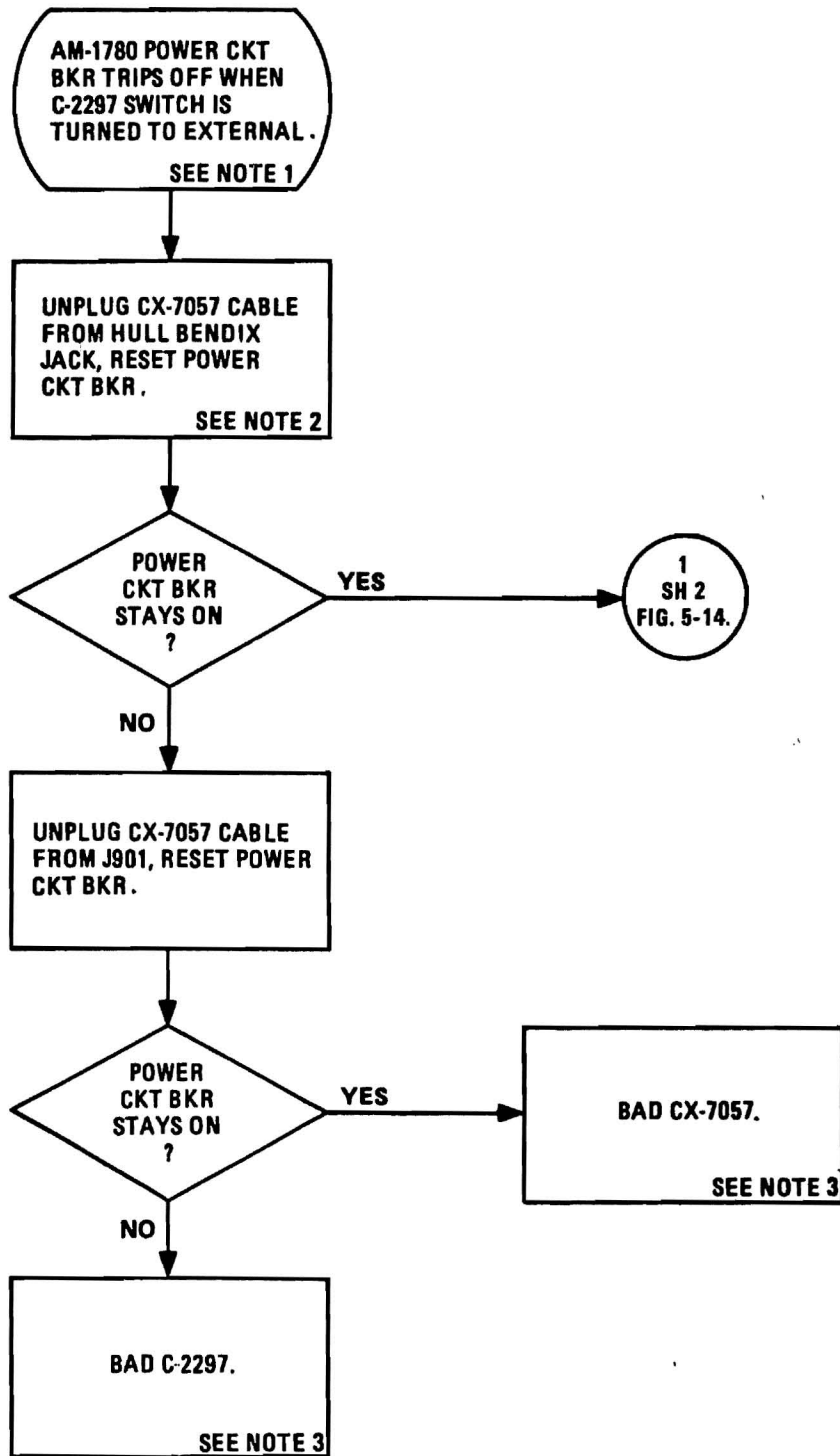 AM-1780 POWER CKT
BKR TRIPS OFF WHEN
C-2297 SWITCH IS
TURNED TO EXTERNAL.
SEE NOTE 1
UNPLUG CX-7057 CABLE
FROM HULL BENDIX
JACK, RESET POWER
CKT BKR.
SEE NOTE 2
POWER
CKT BKR
STAYS ON
?
YES
1
SH 2
FIG. 5-14.
NO
UNPLUG CX-7057 CABLE
FROM J901, RESET POWER
CKT BKR.
POWER
CKT BKR
STAYS ON
?
YES
BAD CX-7057.
SEE NOTE 3
NO
BAD C-2297.
SEE NOTE 3